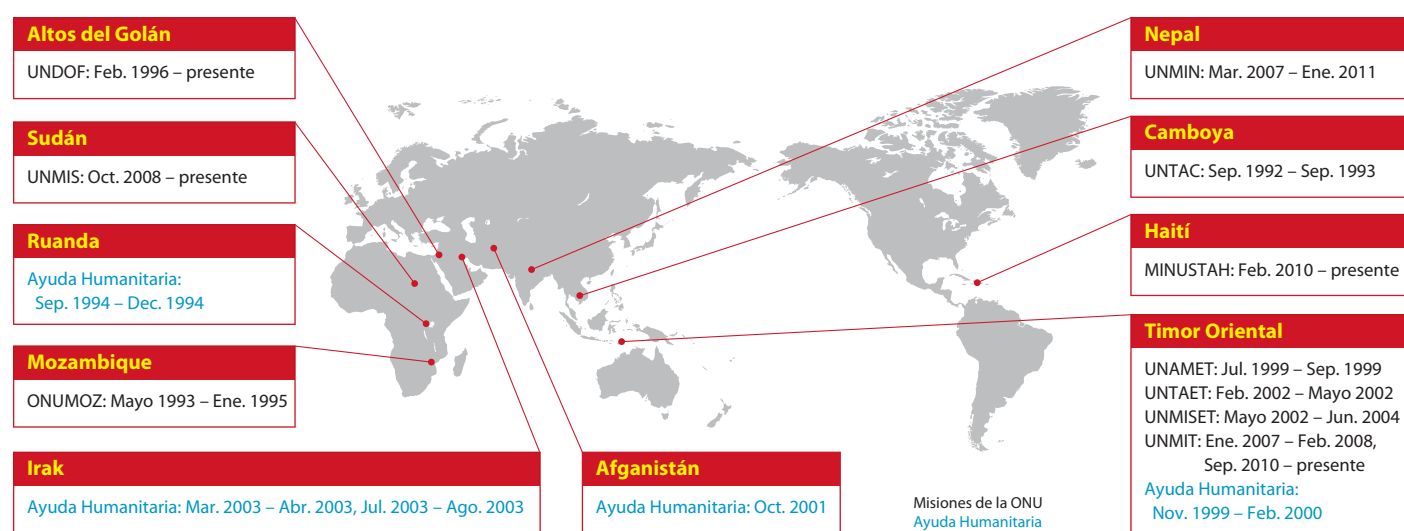 Altos del Golán
UNDOF: Feb. 1996 – presente
Sudán
UNMIS: Oct. 2008 – presente
Ruanda
Ayuda Humanitaria:
Sep. 1994 – Dec. 1994
Mozambique
ONUMOZ: Mayo 1993 – Ene. 1995
Irak
Ayuda Humanitaria: Mar. 2003 – Abr. 2003, Jul. 2003 – Ago. 2003
Afganistán
Ayuda Humanitaria: Oct. 2001
Misiones de la ONU
Ayuda Humanitaria
Nepal
UNMIN: Mar. 2007 – Ene. 2011
Camboya
UNTAC: Sep. 1992 – Sep. 1993
Haití
MINUSTAH: Feb. 2010 – presente
Timor Oriental
UNAMET: Jul. 1999 – Sep. 1999
UNTAET: Feb. 2002 – Mayo 2002
UNMISET: Mayo 2002 – Jun. 2004
UNMIT: Ene. 2007 – Feb. 2008,
Sep. 2010 – presente
Ayuda Humanitaria:
Nov. 1999 – Feb. 2000